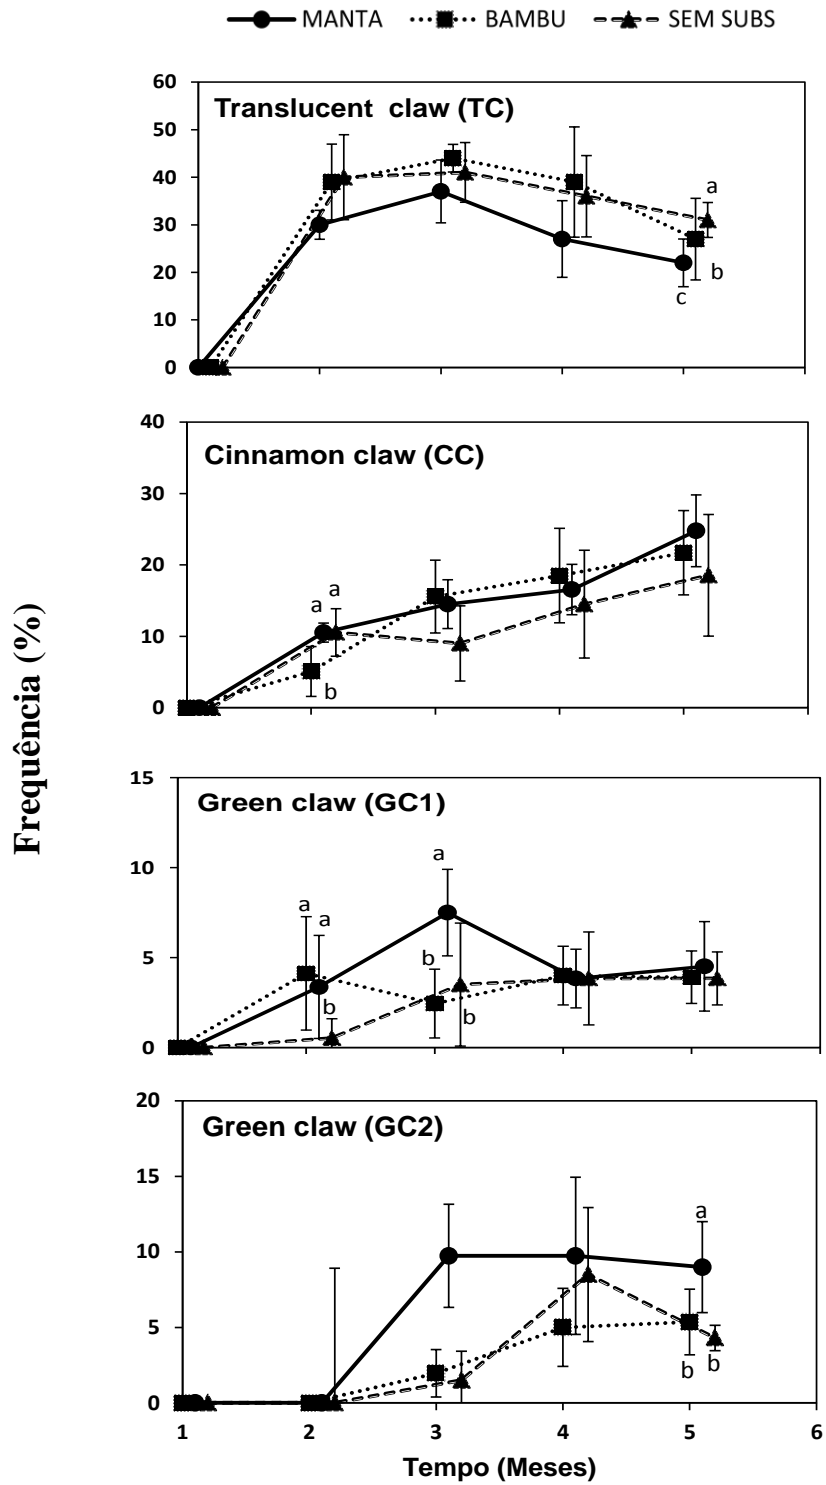 MANTA BAMBU SEM SUBS
Frequência (%)
Translucent claw (TC)
60
50
40
30
20
10
0
a
b
c
Cinnamon claw (CC)
40
30
20
10
0
a a
b
Green claw (GC1)
15
10
5
0
a
a a
b
b
b
Green claw (GC2)
20
15
10
5
0
a
b b
1 2 3 4 5 6
Tempo (Meses)